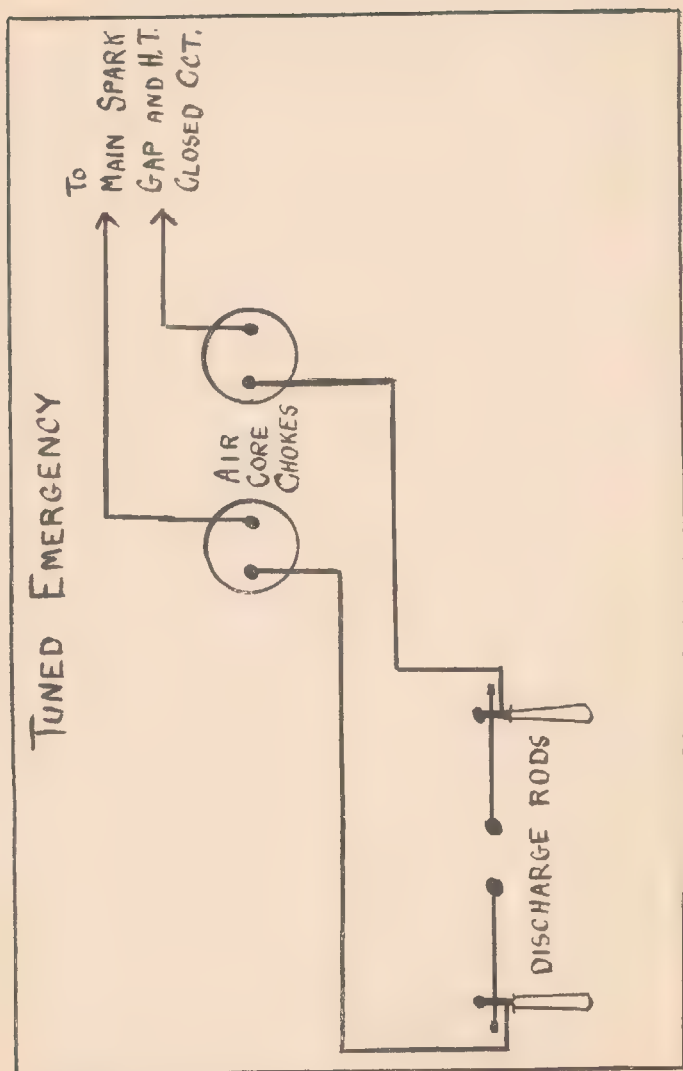 TUNED EMERGENCY
To
MAIN SPARK
GAP AND H.T.
CLOSED CCT.
AIR
CORE
CHOKES
DISCHARGE RODS